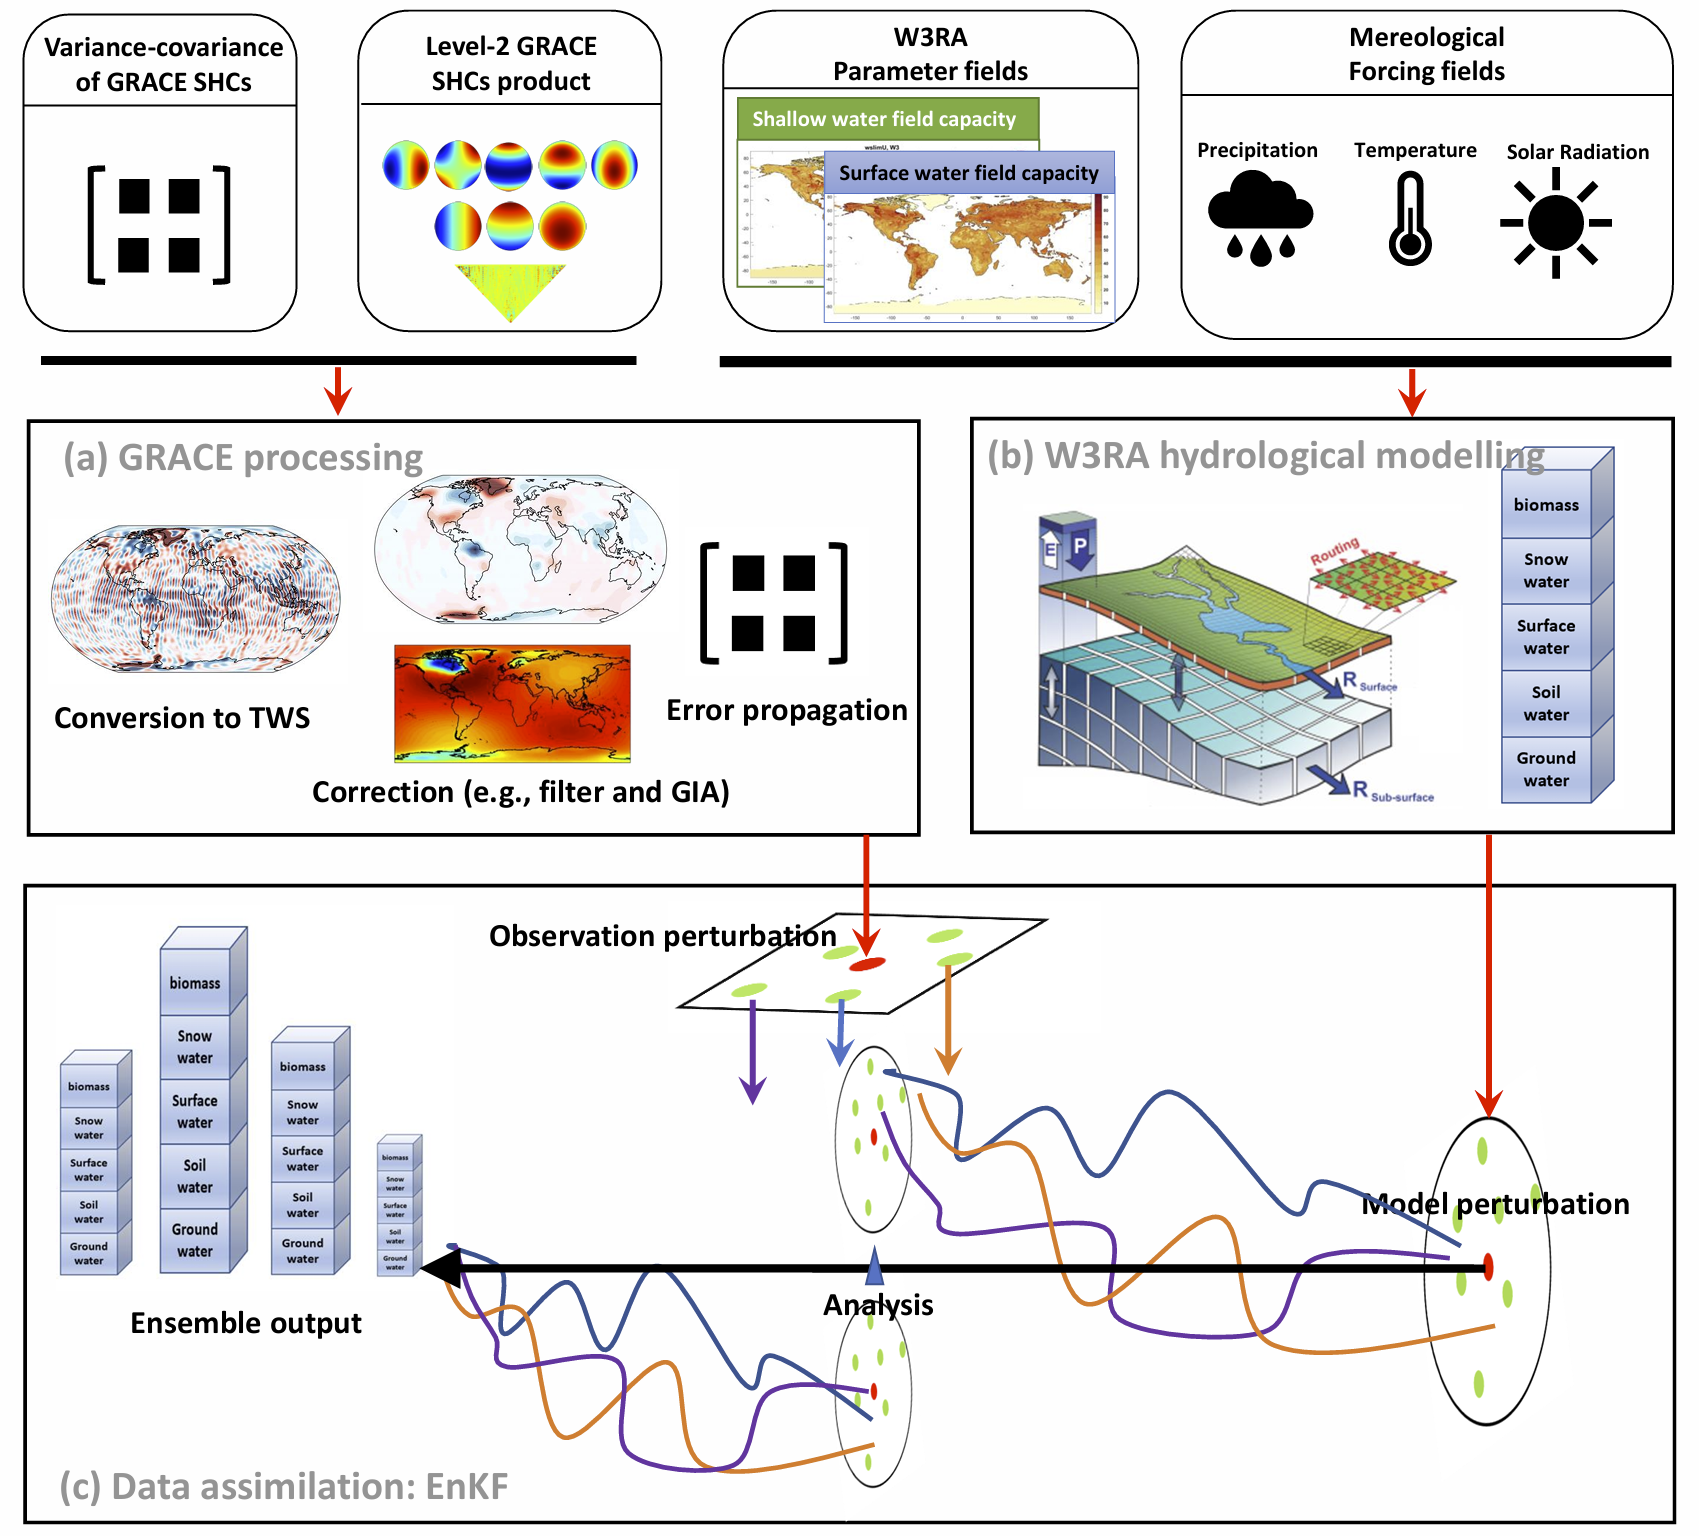 Variance-covariance
of GRACE SHCs
Level-2 GRACE
SHCs product
W3RA
Parameter fields
Shallow water field capacity
Surface water field capacity
Mereological
Forcing fields
Precipitation
Temperature
Solar Radiation
(a) GRACE processing
Conversion to TWS
Correction (e.g., filter and GIA)
Error propagation
(b) W3RA hydrological modelling
E
P
Routing
R Surface
R Sub-surface
biomass
Snow
water
Surface
water
Soil
water
Ground
water
Observation perturbation
biomass
Snow
water
Surface
water
Soil
water
Ground
water
biomass
Snow
water
Surface
water
Soil
water
Ground
water
biomass
Snow
water
Surface
water
Soil
water
Ground
water
biomass
Snow
water
Surface
water
Soil
water
Ground
water
Model perturbation
Analysis
Ensemble output
(c) Data assimilation: EnKF